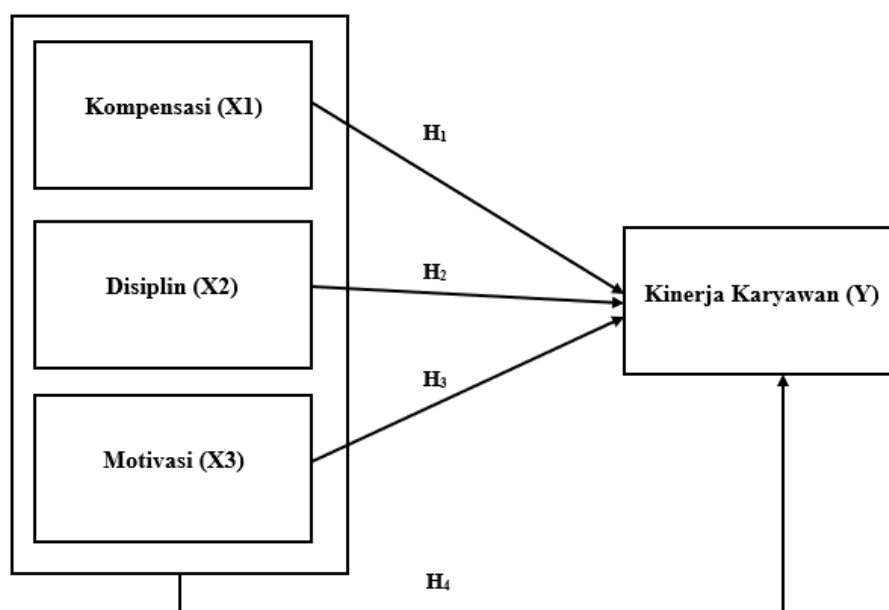 Kompensasi (X1)
H₁
Disiplin (X2)
H₂
Kinerja Karyawan (Y)
H₃
Motivasi (X3)
H₄